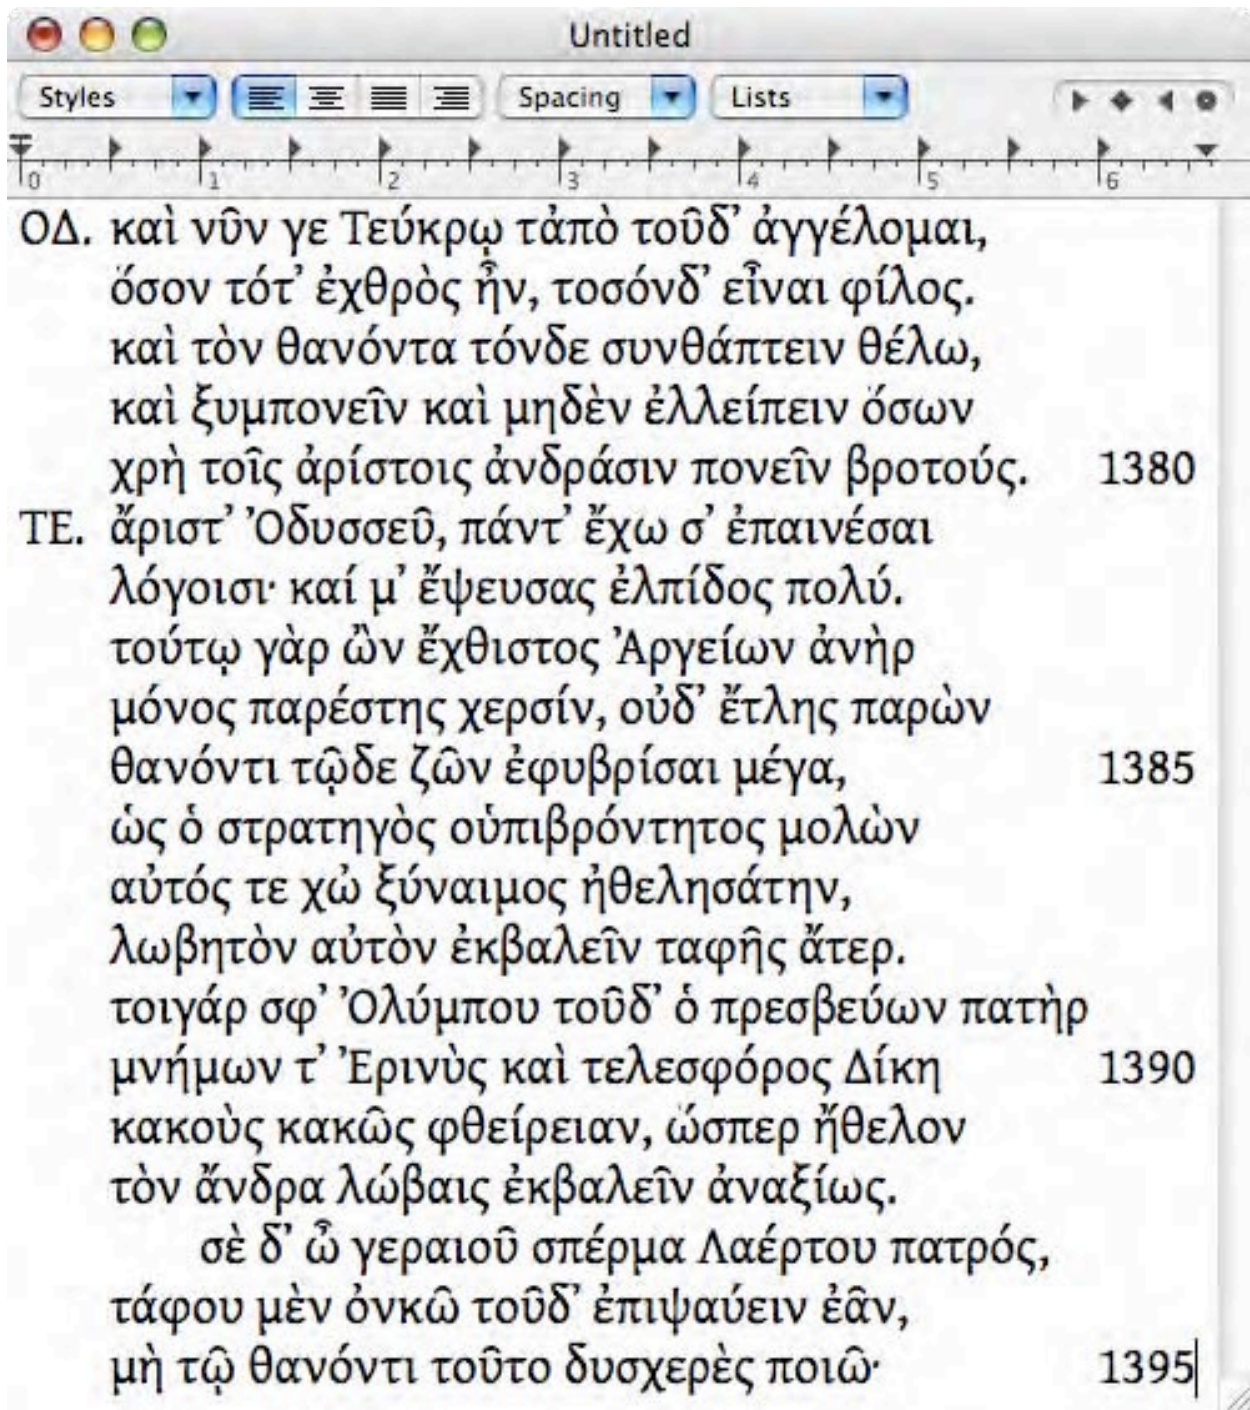 Untitled
Styles Spacing Lists
0 1 2 3 4 5 6
ΟΔ. καὶ νῦν γε Τεύκρῳ τἀπὸ τοῦδ’ ἀγγέλομαι,
ὅσον τότ’ ἐχθρὸς ἦν, τοσόνδ’ εἶναι φίλος.
καὶ τὸν θανόντα τόνδε συνθάπτειν θέλω,
καὶ ξυμπονεῖν καὶ μηδὲν ἐλλείπειν ὅσων
χρὴ τοῖς ἀρίστοις ἀνδράσιν πονεῖν βροτούς. 1380
ΤΕ. ἄριστ’ Ὀδυσσεῦ, πάντ’ ἔχω σ’ ἐπαινέσαι
λόγοισι· καί μ’ ἔψευσας ἐλπίδος πολύ.
τούτῳ γὰρ ὢν ἔχθιστος Ἀργείων ἀνὴρ
μόνος παρέστης χερσίν, οὐδ’ ἔτλης παρὼν
θανόντι τῷδε ζῶν ἐφυβρίσαι μέγα, 1385
ὡς ὁ στρατηγὸς οὑπιβρόντητος μολὼν
αὐτός τε χὠ ξύναιμος ἠθελησάτην,
λωβητὸν αὐτὸν ἐκβαλεῖν ταφῆς ἄτερ.
τοιγάρ σφ’ Ὀλύμπου τοῦδ’ ὁ πρεσβεύων πατὴρ
μνήμων τ’ Ἐρινὺς καὶ τελεσφόρος Δίκη 1390
κακοὺς κακῶς φθείρειαν, ὥσπερ ἤθελον
τὸν ἄνδρα λώβαις ἐκβαλεῖν ἀναξίως.
σὲ δ’ ὦ γεραιοῦ σπέρμα Λαέρτου πατρός,
τάφου μὲν ὀνκῶ τοῦδ’ ἐπιψαύειν ἐᾶν,
μὴ τῷ θανόντι τοῦτο δυσχερὲς ποιῶ· 1395